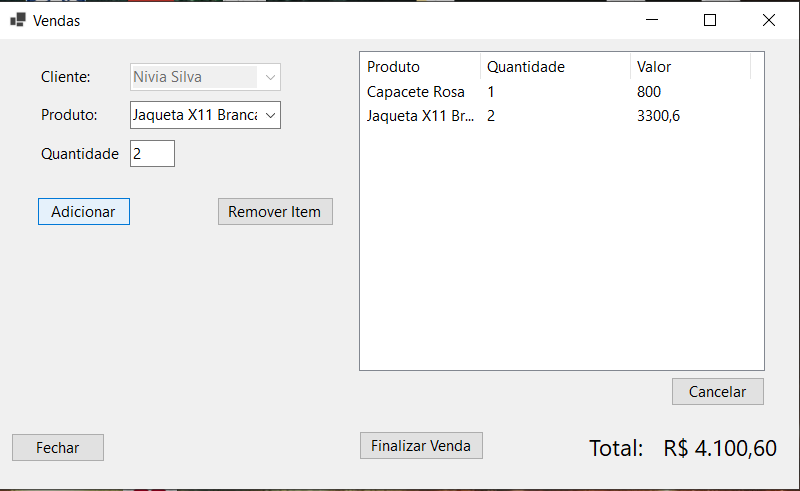 Vendas
Cliente: Nivia Silva
Produto: Jaqueta X11 Branca
Quantidade 2
Adicionar Remover Item
Produto Quantidade Valor
Capacete Rosa 1 800
Jaqueta X11 Br... 2 3300,6
Cancelar
Fechar Finalizar Venda Total: R$ 4.100,60